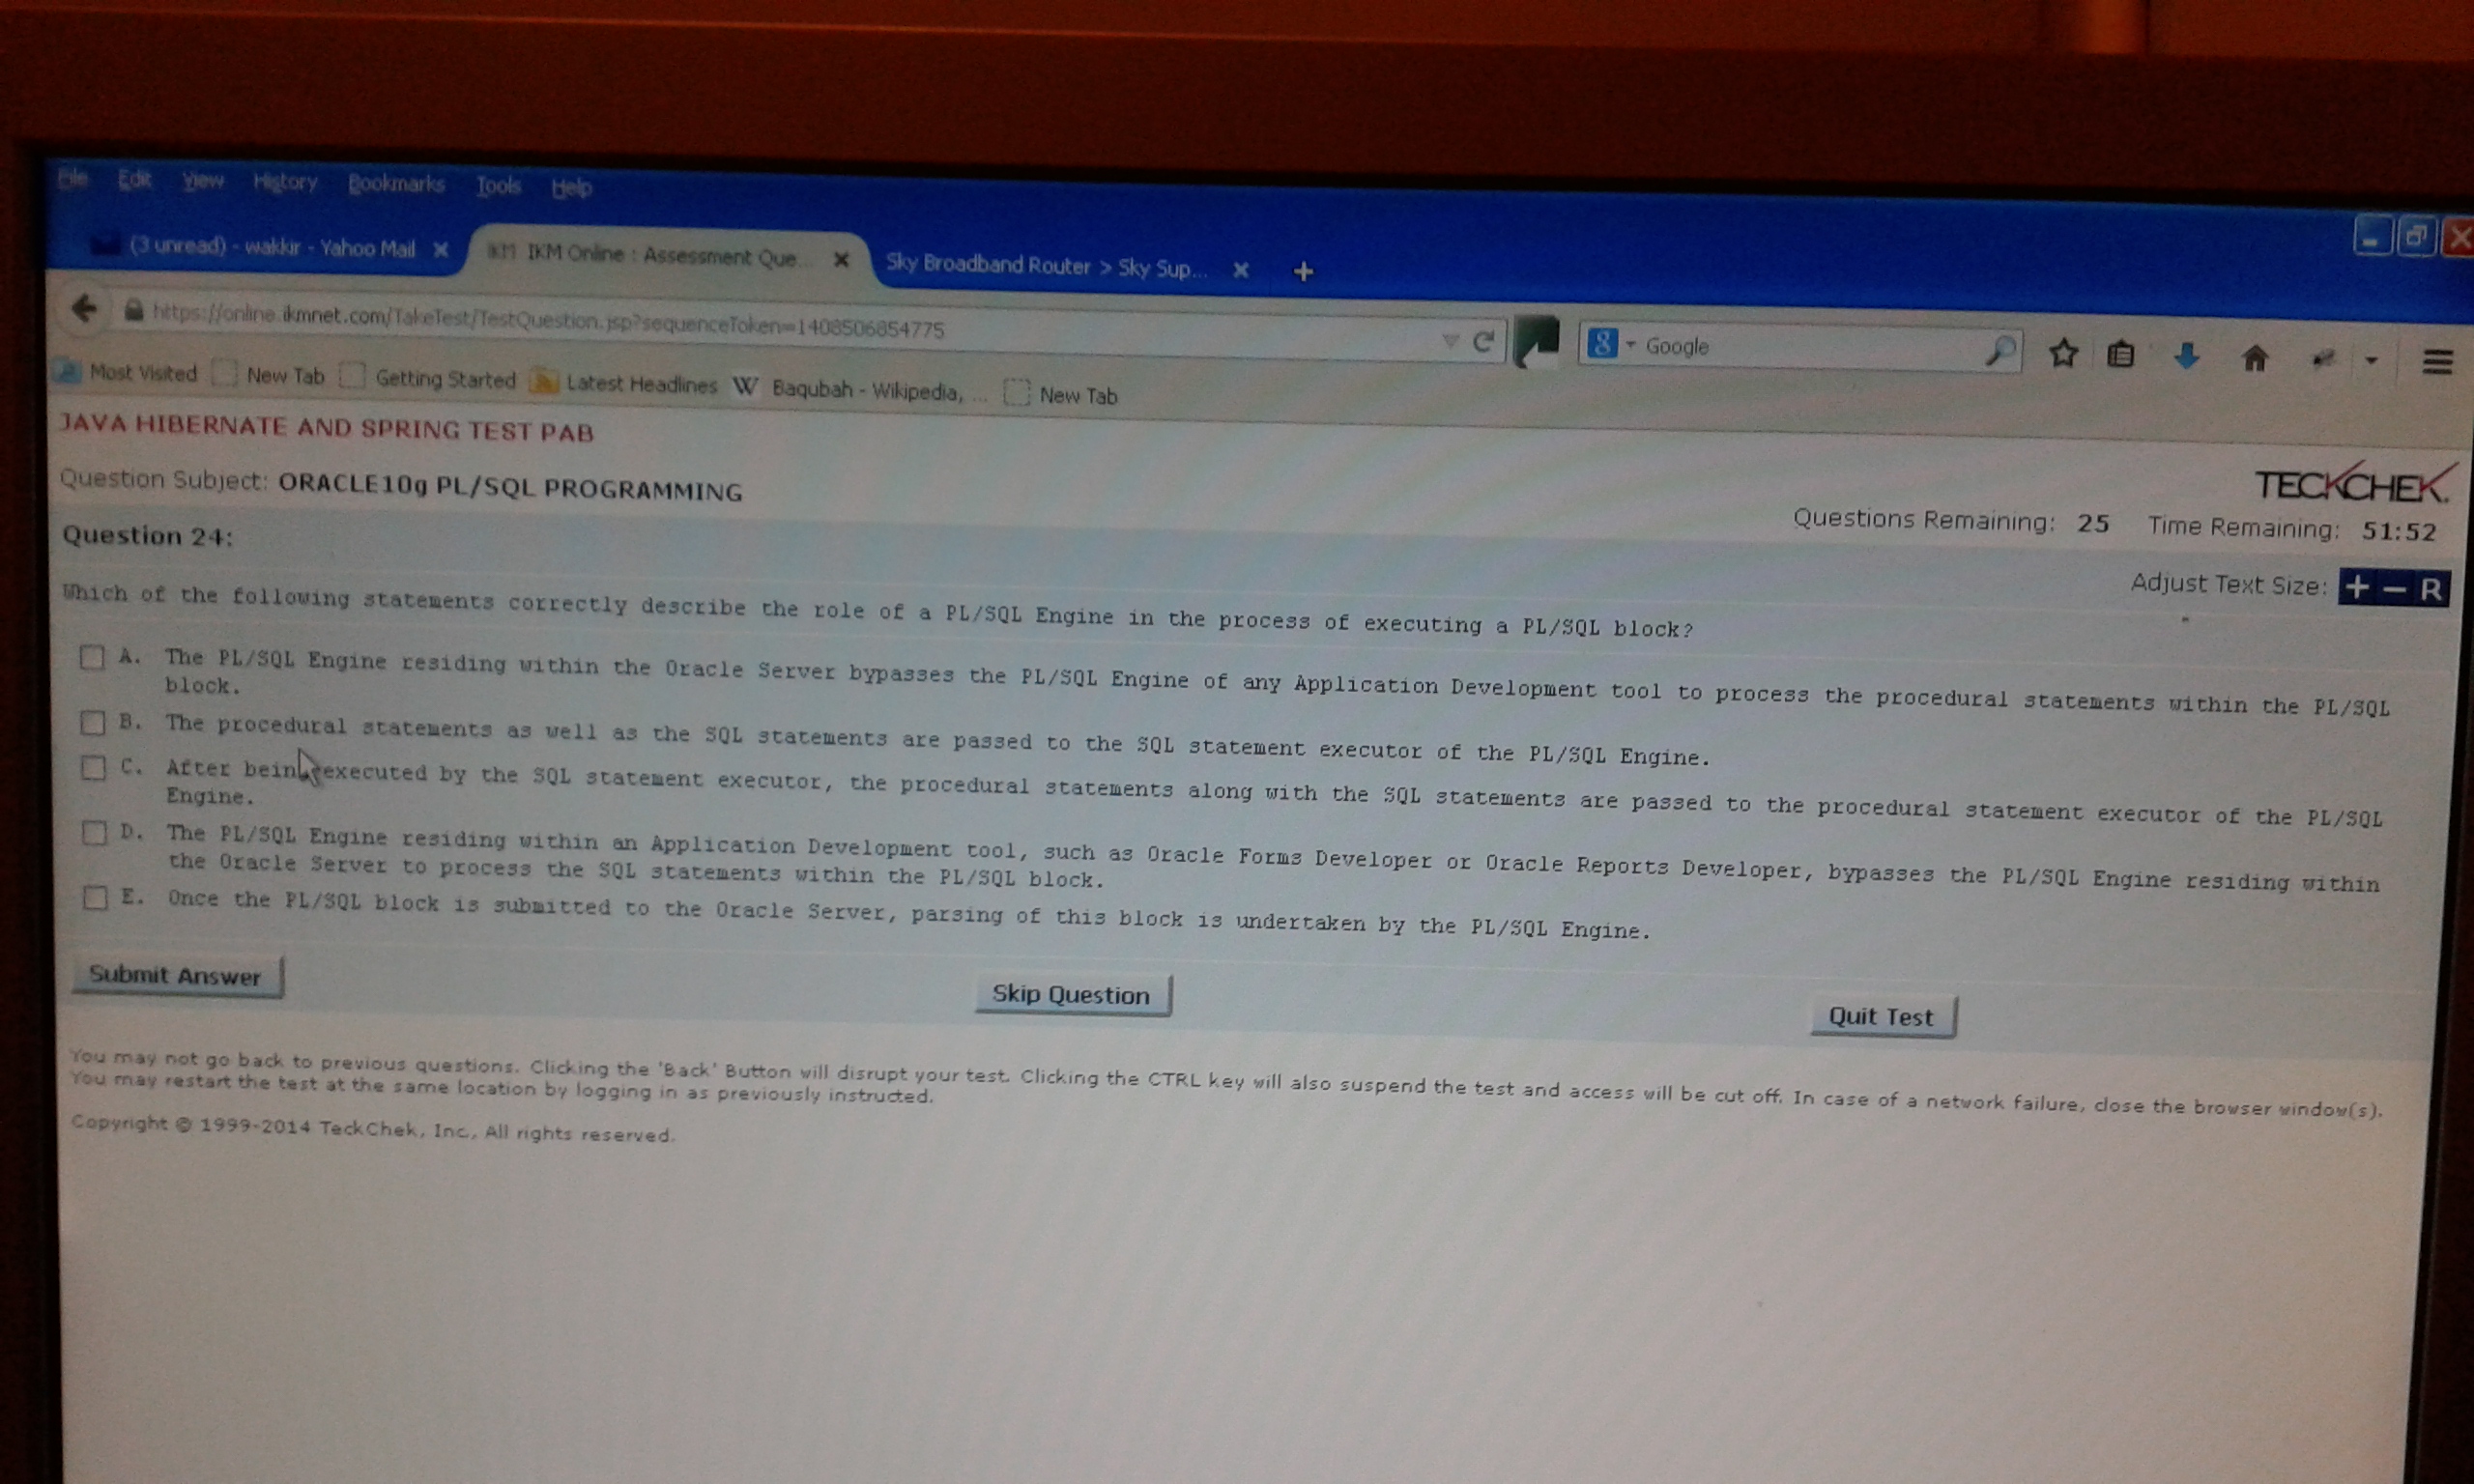 File Edit View History Bookmarks Tools Help
(3 unread) - wakkir - Yahoo Mail IKM IKM Online : Assessment Que... Sky Broadband Router > Sky Sup...
https://online.ikmnet.com/TakeTest/TestQuestion.jsp?sequenceToken=1408506854775 8 Google
Most Visited New Tab Getting Started Latest Headlines W Baqubah - Wikipedia, ... New Tab
JAVA HIBERNATE AND SPRING TEST PAB
Question Subject: ORACLE10g PL/SQL PROGRAMMING
TECKCHEK.
Questions Remaining: 25 Time Remaining: 51:52
Question 24:
Adjust Text Size: + - R
Which of the following statements correctly describe the role of a PL/SQL Engine in the process of executing a PL/SQL block?
A. The PL/SQL Engine residing within the Oracle Server bypasses the PL/SQL Engine of any Application Development tool to process the procedural statements within the PL/SQL
block.
B. The procedural statements as well as the SQL statements are passed to the SQL statement executor of the PL/SQL Engine.
C. After being executed by the SQL statement executor, the procedural statements along with the SQL statements are passed to the procedural statement executor of the PL/SQL
Engine.
D. The PL/SQL Engine residing within an Application Development tool, such as Oracle Forms Developer or Oracle Reports Developer, bypasses the PL/SQL Engine residing within
the Oracle Server to process the SQL statements within the PL/SQL block.
E. Once the PL/SQL block is submitted to the Oracle Server, parsing of this block is undertaken by the PL/SQL Engine.
Submit Answer Skip Question Quit Test
You may not go back to previous questions. Clicking the 'Back' Button will disrupt your test. Clicking the CTRL key will also suspend the test and access will be cut off. In case of a network failure, close the browser window(s).
You may restart the test at the same location by logging in as previously instructed.
Copyright © 1999-2014 TeckChek, Inc., All rights reserved.